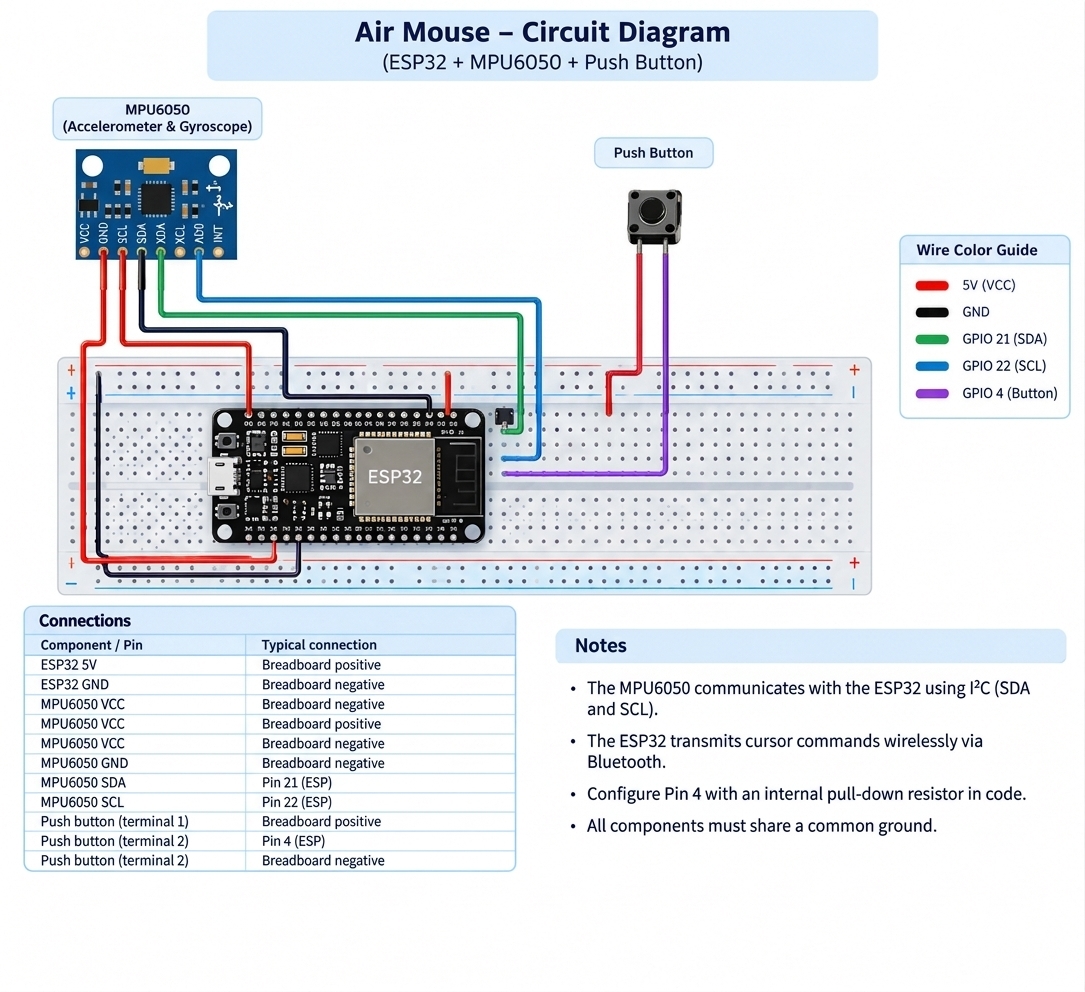 Air Mouse – Circuit Diagram
(ESP32 + MPU6050 + Push Button)
MPU6050
(Accelerometer & Gyroscope)
Push Button
VCC GND SCL SDA XDA XCL AD0 INT
Wire Color Guide
5V (VCC)
GND
GPIO 21 (SDA)
GPIO 22 (SCL)
GPIO 4 (Button)
ESP32
Connections
Component / Pin Typical connection
ESP32 5V Breadboard positive
ESP32 GND Breadboard negative
MPU6050 VCC Breadboard negative
MPU6050 VCC Breadboard positive
MPU6050 VCC Breadboard negative
MPU6050 GND Breadboard negative
MPU6050 SDA Pin 21 (ESP)
MPU6050 SCL Pin 22 (ESP)
Push button (terminal 1) Breadboard positive
Push button (terminal 2) Pin 4 (ESP)
Push button (terminal 2) Breadboard negative
Notes
• The MPU6050 communicates with the ESP32 using I²C (SDA
and SCL).
• The ESP32 transmits cursor commands wirelessly via
Bluetooth.
• Configure Pin 4 with an internal pull-down resistor in code.
• All components must share a common ground.